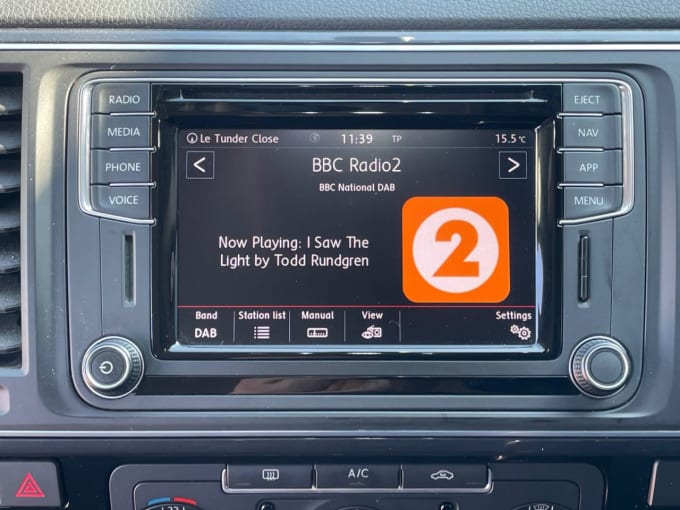 RADIO
MEDIA
PHONE
VOICE
EJECT
NAV
APP
MENU
Le Tunder Close 11:39 TP 15.5°C
< BBC Radio2 >
BBC National DAB
Now Playing: I Saw The
Light by Todd Rundgren
2
Band Station list Manual View Settings
DAB
A/C